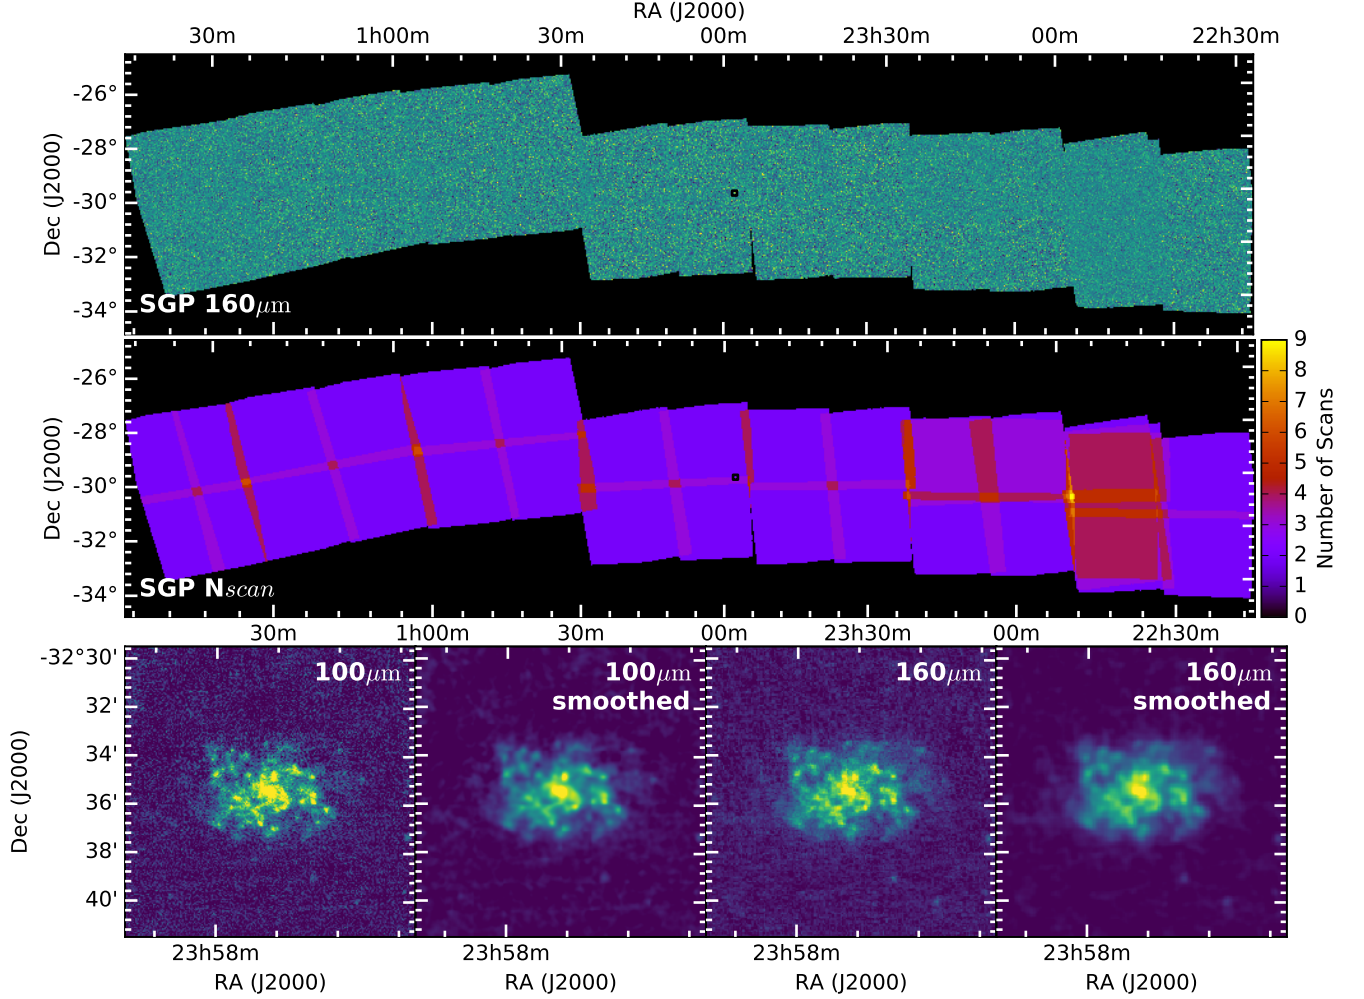 RA (J2000)
30m 1h00m 30m 00m 23h30m 00m 22h30m
-26°
-28°
-30°
-32°
-34°
Dec (J2000)
SGP 160μm
-26°
-28°
-30°
-32°
-34°
Dec (J2000)
SGP Nscan
9
8
7
6
5
4
3
2
1
0
Number of Scans
30m 1h00m 30m 00m 23h30m 00m 22h30m
-32°30'
32'
34'
36'
38'
40'
Dec (J2000)
100μm
100μm
smoothed
160μm
160μm
smoothed
23h58m 23h58m 23h58m 23h58m
RA (J2000) RA (J2000) RA (J2000) RA (J2000)